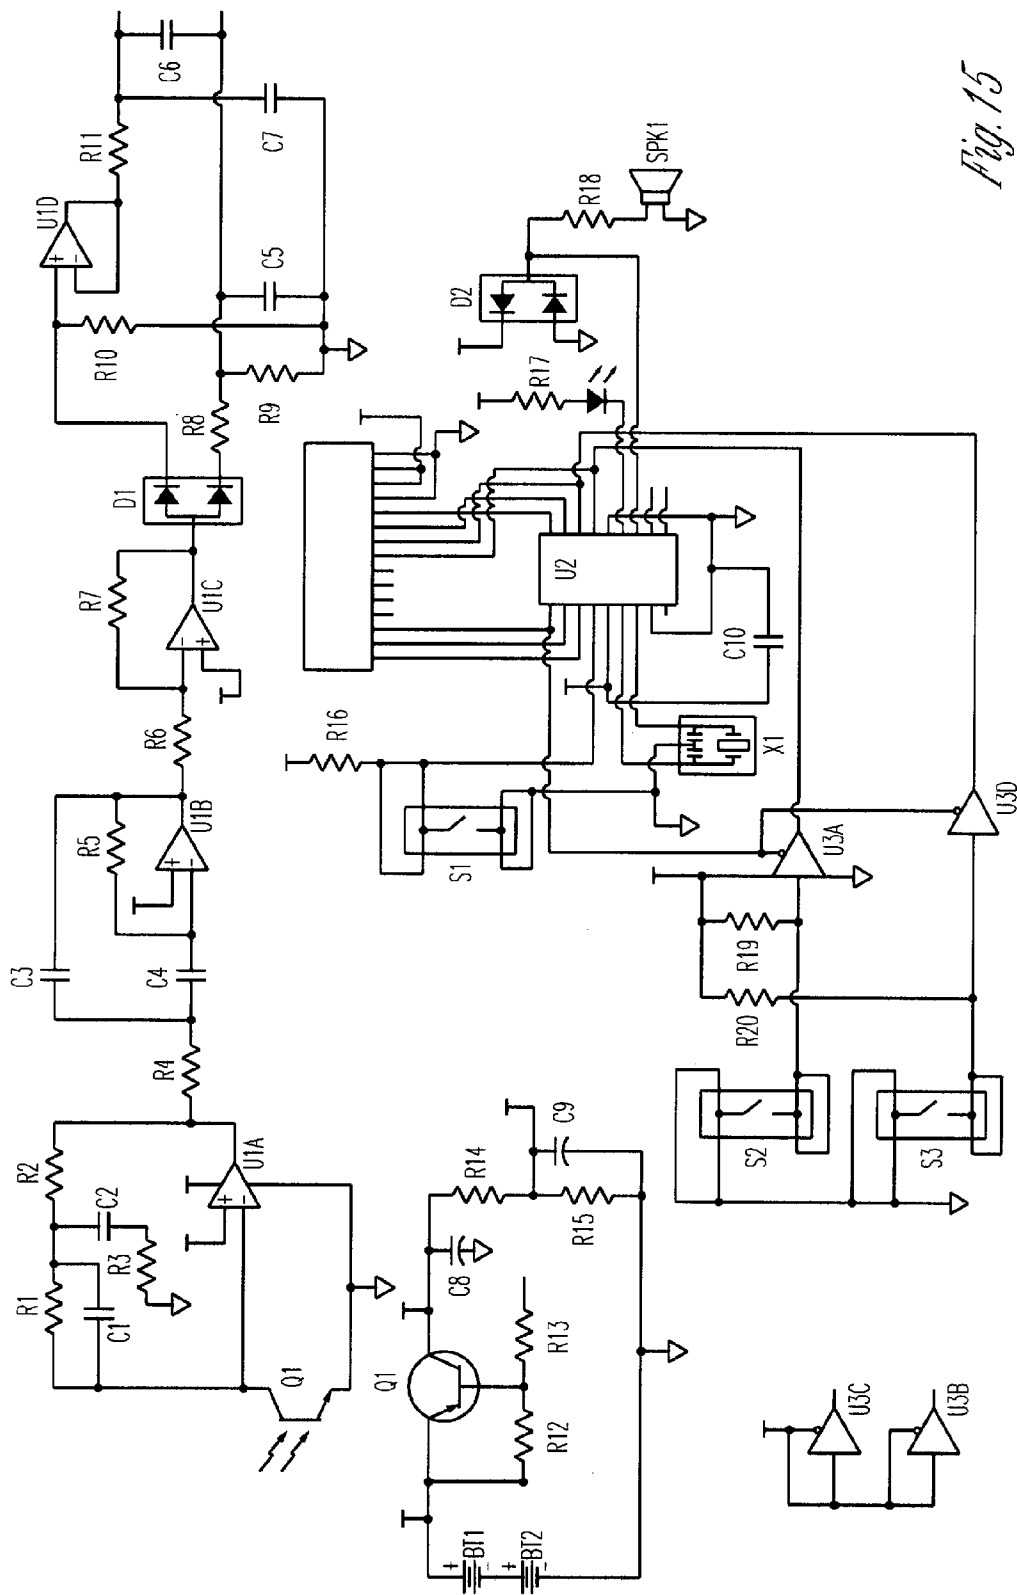 C6
R11
C7
U1D
+
-
C5
R10
R9
R8
D1
R7
U1C
-
+
R6
C3
R5
U1B
+
-
C4
R4
R2
C2
R1
R3
C1
U1A
+
-
Q1
SPK1
R18
D2
R17
U2
C10
R16
X1
S1
U3A
U3D
R19
R20
S2
S3
C9
R14
R15
C8
Q1
R13
R12
+
BT1
-
+
BT2
-
U3C
U3B
Fig. 15